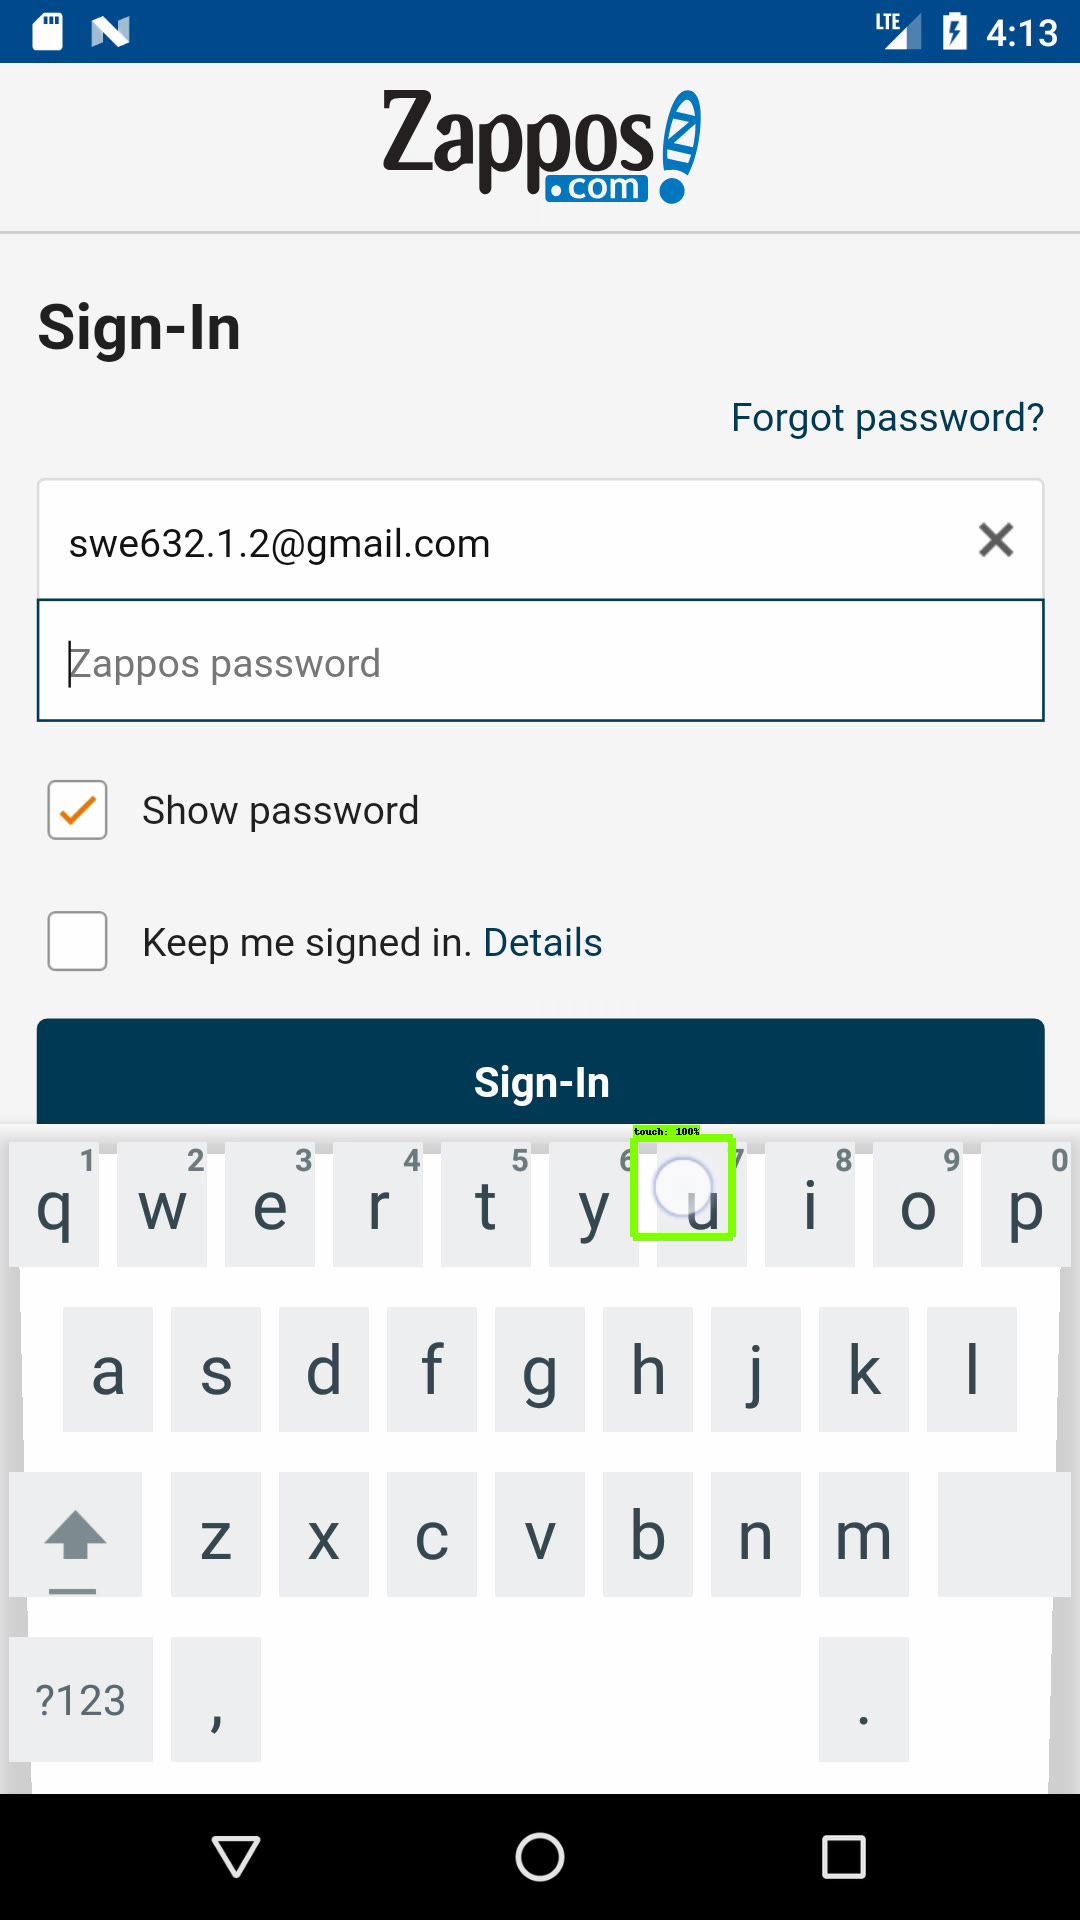 LTE 4:13
Zappos
.com
Sign-In
Forgot password?
swe632.1.2@gmail.com
Zappos password
Show password
Keep me signed in. Details
Sign-In
touch: 100%
1 2 3 4 5 6 7 8 9 0
q w e r t y u i o p
a s d f g h j k l
z x c v b n m
?123 , .